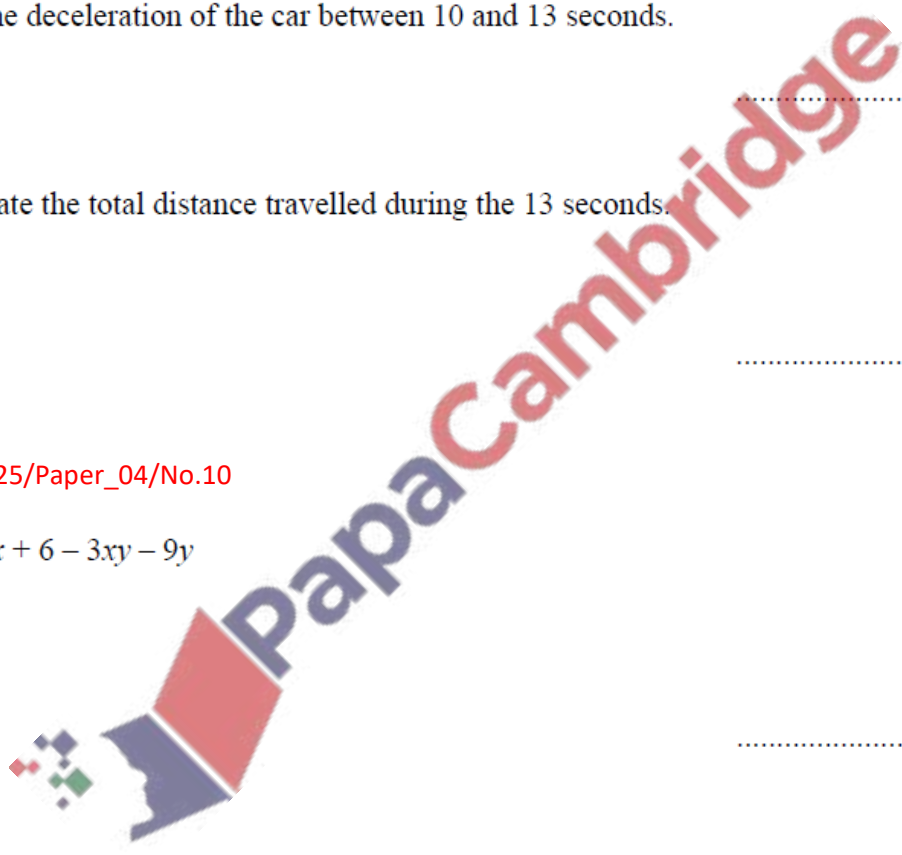 e deceleration of the car between 10 and 13 seconds.
ate the total distance travelled during the 13 seconds.
25/Paper_04/No.10
+ 6 – 3xy – 9y
PapaCambridge